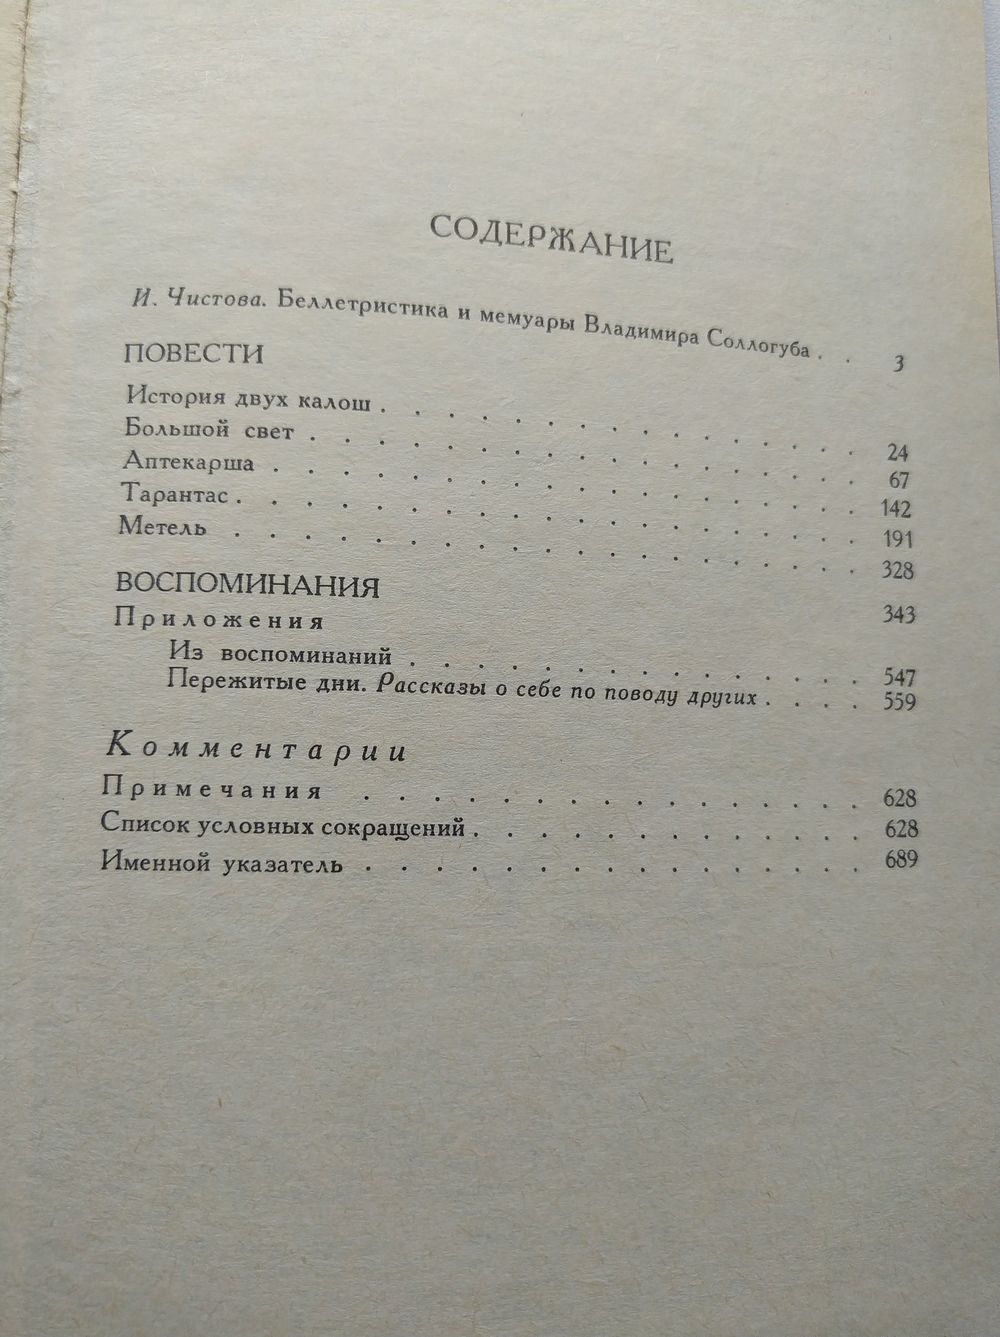 СОДЕРЖАНИЕ
И. Чистова. Беллетристика и мемуары Владимира Соллогуба . . 3
ПОВЕСТИ
История двух калош . . . . . . . . . . . . . . 24
Большой свет . . . . . . . . . . . . . . . . 67
Аптекарша . . . . . . . . . . . . . . . . . 142
Тарантас . . . . . . . . . . . . . . . . . . 191
Метель . . . . . . . . . . . . . . . . . . 328
ВОСПОМИНАНИЯ 343
Приложения
Из воспоминаний . . . . . . . . . . . . . . 547
Пережитые дни. Рассказы о себе по поводу других . . . . 559
Комментарии
Примечания . . . . . . . . . . . . . . . 628
Список условных сокращений . . . . . . . . . . . . 628
Именной указатель . . . . . . . . . . . . . . . 689